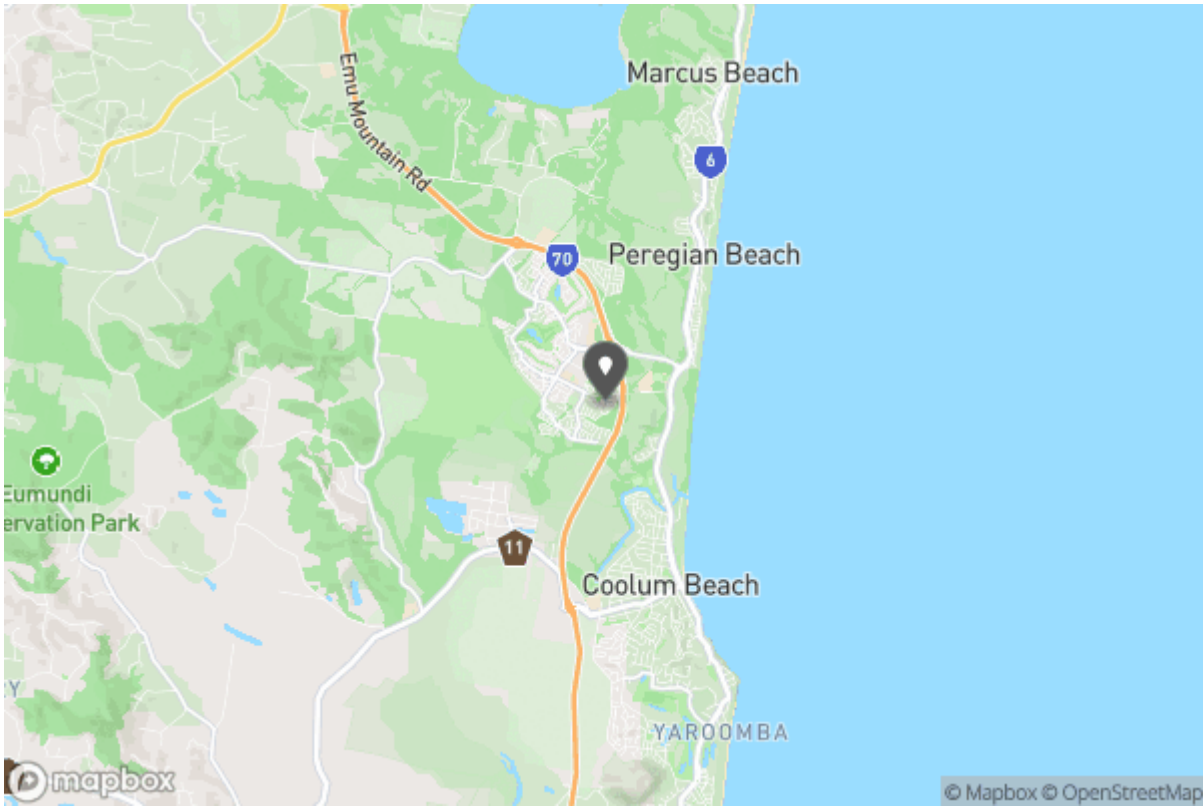 Marcus Beach
Emu Mountain Rd
6
70
Peregian Beach
Eumundi
ervation Park
11
Coolum Beach
RY
YAROOMBA
mapbox
© Mapbox © OpenStreetMap